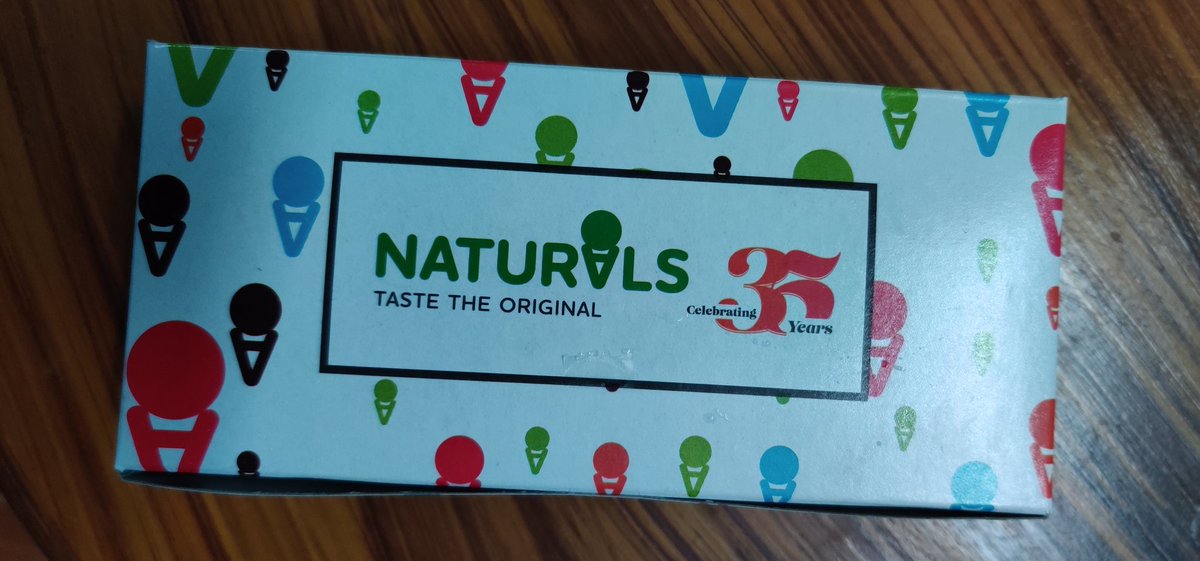 NATURALS
TASTE THE ORIGINAL
35
Celebrating
Years